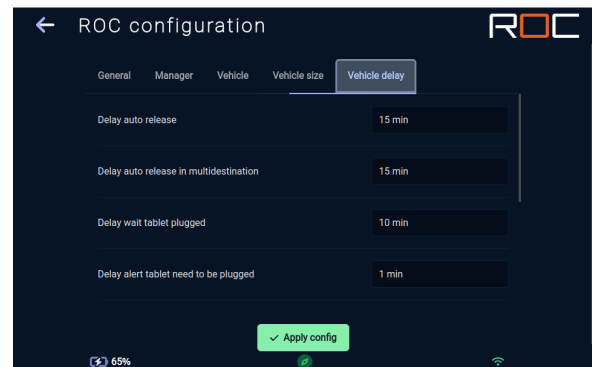 ROC configuration
ROC
General Manager Vehicle Vehicle size Vehicle delay
Delay auto release 15 min
Delay auto release in multidestination 15 min
Delay wait tablet plugged 10 min
Delay alert tablet need to be plugged 1 min
Apply config
65%